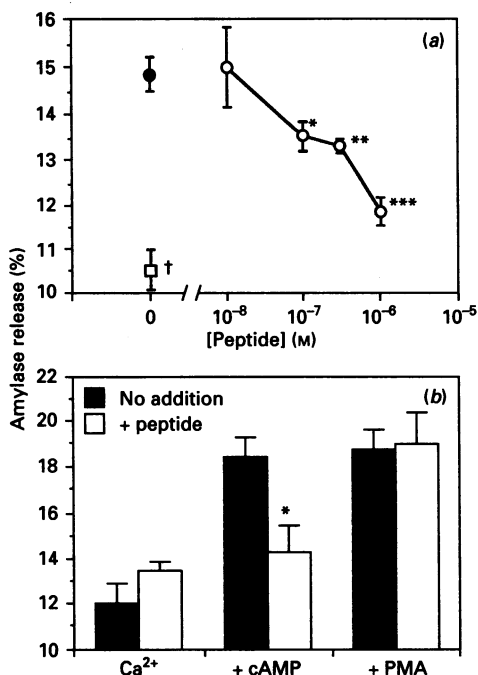 Amylase release (%)
(a)
16
15
14
13
12
11
10
*
**
***
†
0
10⁻⁸
10⁻⁷
10⁻⁶
10⁻⁵
[Peptide] (M)
(b)
22
20
18
16
14
12
10
No addition
+ peptide
*
Ca²⁺
+ cAMP
+ PMA